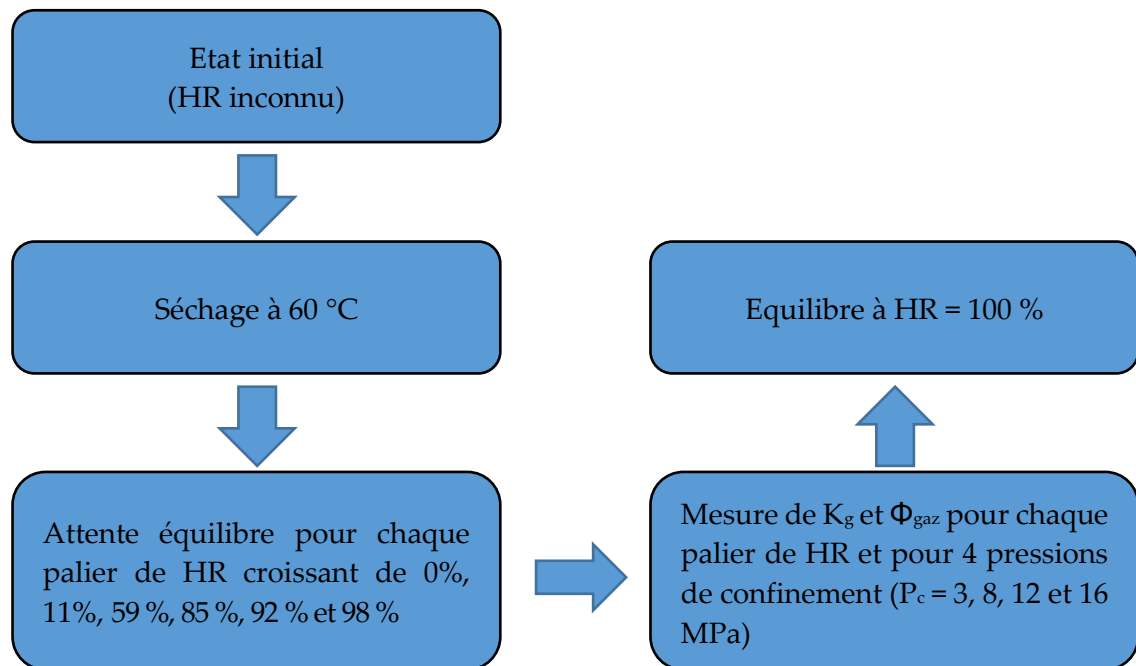 Etat initial
(HR inconnu)
Séchage à 60 °C
Attente équilibre pour chaque
palier de HR croissant de 0%,
11%, 59 %, 85 %, 92 % et 98 %
Mesure de Kg et Φgaz pour chaque
palier de HR et pour 4 pressions
de confinement (Pc = 3, 8, 12 et 16
MPa)
Equilibre à HR = 100 %